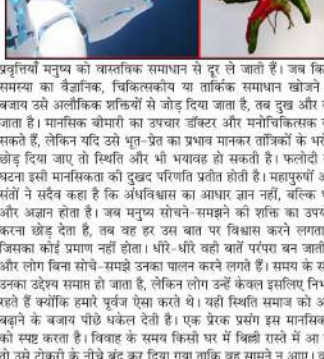 प्रवृत्तियाँ मनुष्य को वास्तविक समाधान से दूर ले जाती हैं। जब कि
समस्या का वैज्ञानिक, चिकित्सकीय या तार्किक समाधान खोजने
बजाय उसे अलौकिक शक्तियों से जोड़ दिया जाता है, तब दुख और
जाता है। मानसिक बीमारी का उपचार डॉक्टर और मनोचिकित्सक
सकते हैं, लेकिन यदि उसे भूत-प्रेत का प्रभाव मानकर तांत्रिकों के भरो
छोड़ दिया जाए तो स्थिति और भी भयावह हो सकती है। फलोदी
घटना इसी मानसिकता की दुखद परिणति प्रतीत होती है। महापुरुषों अ
संतों ने सदैव कहा है कि अंधविश्वास का आधार ज्ञान नहीं, बल्कि
और अज्ञान होता है। जब मनुष्य सोचने-समझने की शक्ति का उपय
करना छोड़ देता है, तब वह हर उस बात पर विश्वास करने लगता
जिसका कोई प्रमाण नहीं होता। धीरे-धीरे वही बातें परंपरा बन जाती
और लोग बिना सोचे-समझे उनका पालन करने लगते हैं। समय के स
उनका उद्देश्य समाप्त हो जाता है, लेकिन लोग उन्हें केवल इसलिए निभ
रहते हैं क्योंकि हमारे पूर्वज ऐसा करते थे। यही स्थिति समाज को अ
बढ़ाने के बजाय पीछे धकेल देती है। एक प्रेरक प्रसंग इस मानसिक
को स्पष्ट करता है। विवाह के समय किसी घर में बिल्ली रास्ते में आ
तो उसे टोकरी के नीचे बंद कर दिया गया ताकि वह सामने न आए।